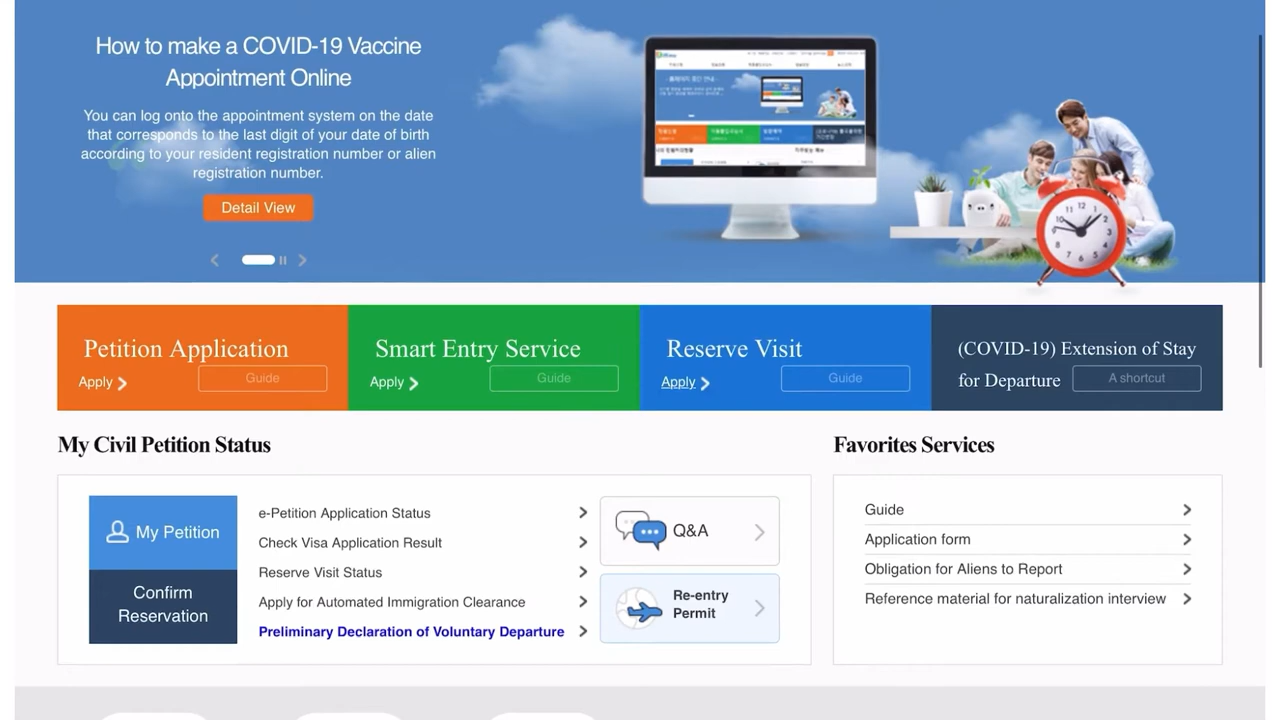 How to make a COVID-19 Vaccine
Appointment Online
You can log onto the appointment system on the date
that corresponds to the last digit of your date of birth
according to your resident registration number or alien
registration number.
Detail View
Petition Application
Apply
Guide
Smart Entry Service
Apply
Guide
Reserve Visit
Apply
Guide
(COVID-19) Extension of Stay
for Departure
A shortcut
My Civil Petition Status
My Petition
Confirm
Reservation
e-Petition Application Status
Check Visa Application Result
Reserve Visit Status
Apply for Automated Immigration Clearance
Preliminary Declaration of Voluntary Departure
Q&A
Re-entry
Permit
Favorites Services
Guide
Application form
Obligation for Aliens to Report
Reference material for naturalization interview